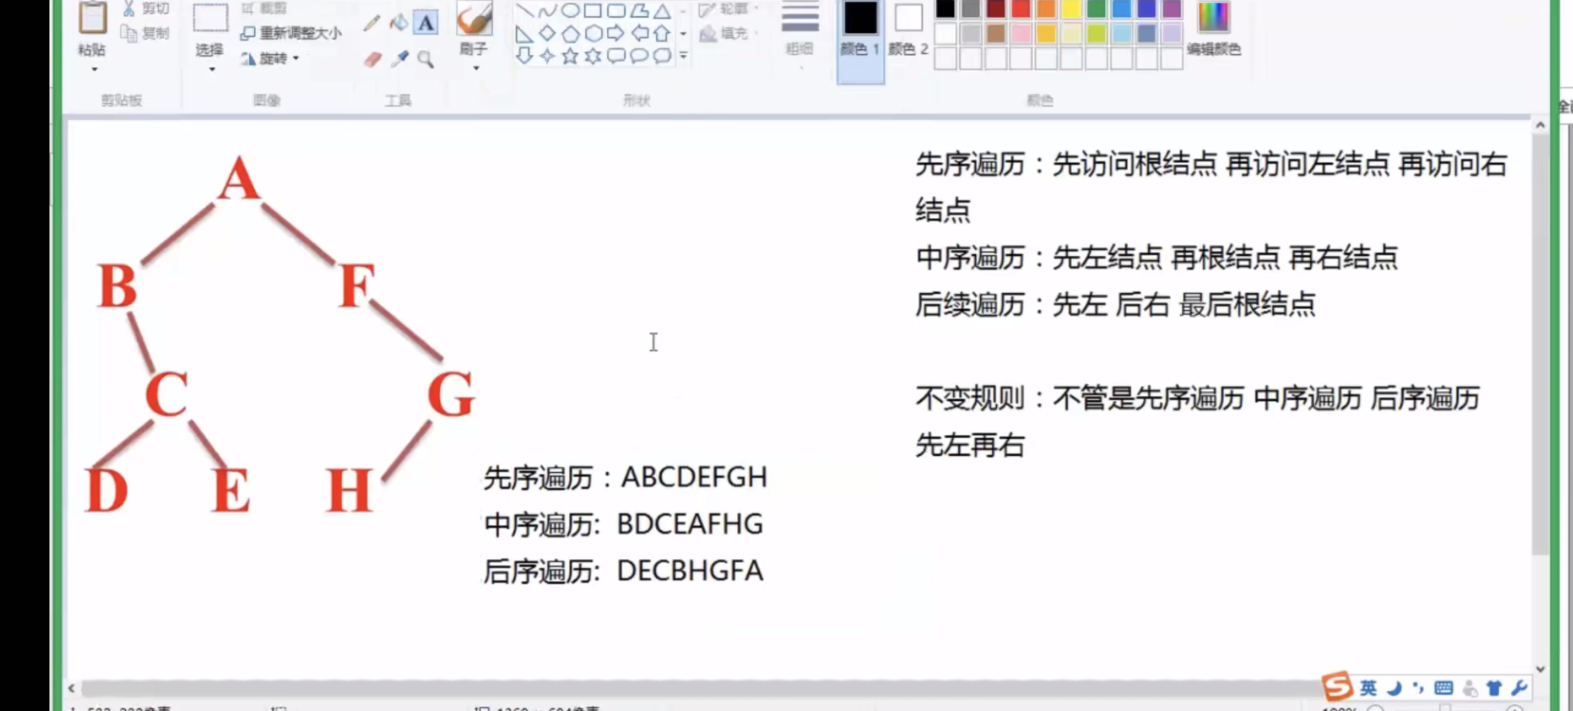 剪切
裁剪
轮廓
粘贴
复制
选择
重新调整大小
旋转
A
刷子
填充
粗细
颜色 1
颜色 2
编辑颜色
剪贴板
图像
工具
形状
颜色
A
B
F
C
G
D
E
H
先序遍历：ABCDEFGH
中序遍历: BDCEAFHG
后序遍历: DECBHGFA
先序遍历：先访问根结点 再访问左结点 再访问右
结点
中序遍历：先左结点 再根结点 再右结点
后续遍历：先左 后右 最后根结点
不变规则：不管是先序遍历 中序遍历 后序遍历
先左再右
S 英